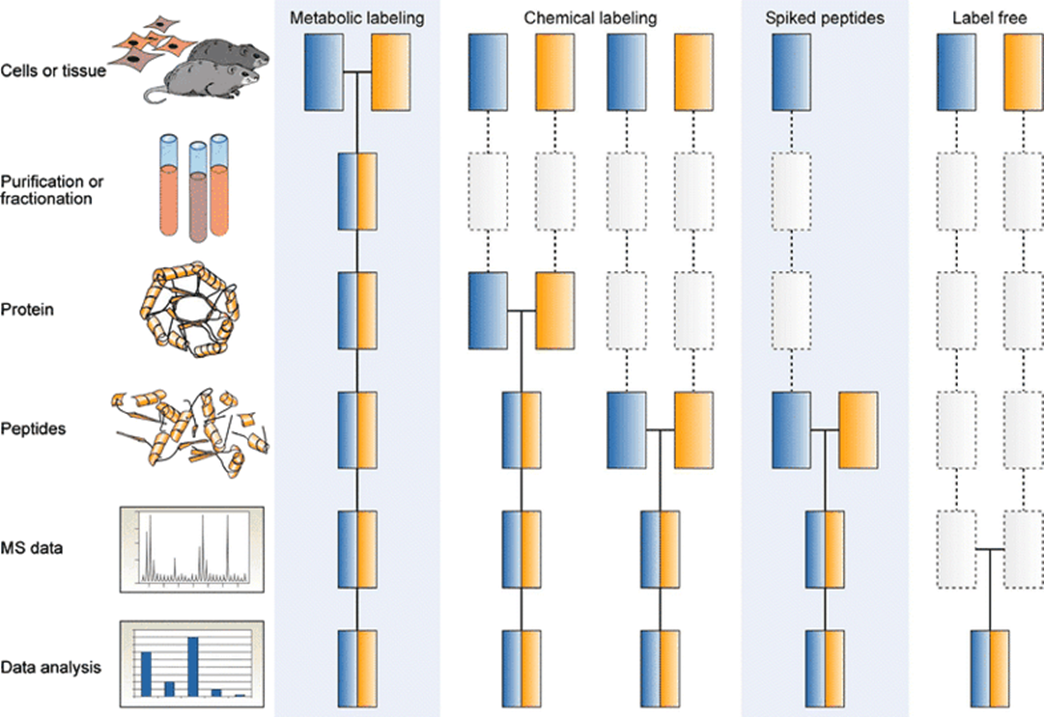 Metabolic labeling
Chemical labeling
Spiked peptides
Label free
Cells or tissue
Purification or
fractionation
Protein
Peptides
MS data
Data analysis